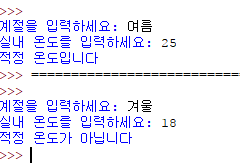 >>>
계절을 입력하세요: 여름
실내 온도를 입력하세요: 25
적정 온도입니다
>>> ===========================
>>>
계절을 입력하세요: 겨울
실내 온도를 입력하세요: 18
적정 온도가 아닙니다
>>>